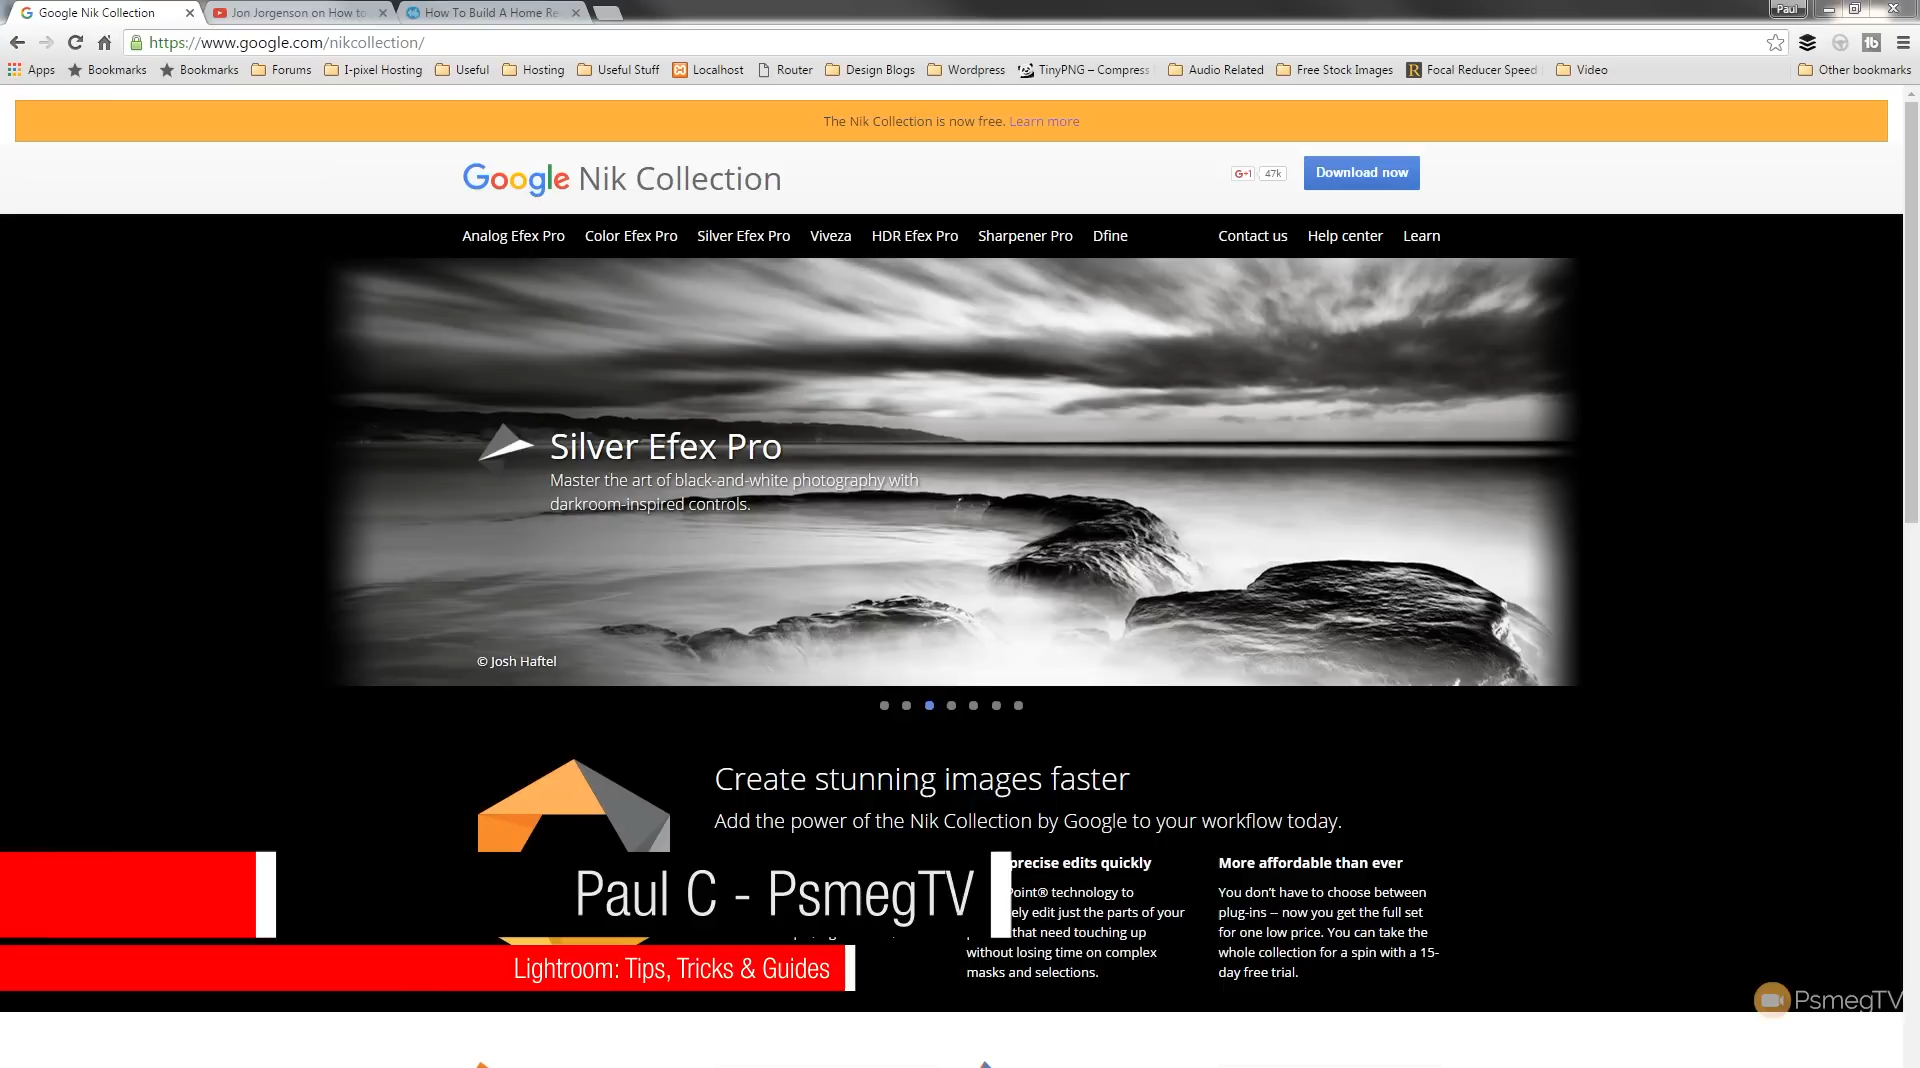 Google Nik Collection
Jon Jorgenson on How to
How To Build A Home Re
Paul
https://www.google.com/nikcollection/
Apps
Bookmarks
Bookmarks
Forums
I-pixel Hosting
Useful
Hosting
Useful Stuff
Localhost
Router
Design Blogs
Wordpress
TinyPNG – Compress
Audio Related
Free Stock Images
Focal Reducer Speed
Video
Other bookmarks
The Nik Collection is now free. Learn more
Google Nik Collection
G+1
47k
Download now
Analog Efex Pro
Color Efex Pro
Silver Efex Pro
Viveza
HDR Efex Pro
Sharpener Pro
Dfine
Contact us
Help center
Learn
Silver Efex Pro
Master the art of black-and-white photography with
darkroom-inspired controls.
© Josh Haftel
Create stunning images faster
Add the power of the Nik Collection by Google to your workflow today.
precise edits quickly
Point® technology to
ely edit just the parts of your
that need touching up
without losing time on complex
masks and selections.
More affordable than ever
You don't have to choose between
plug-ins – now you get the full set
for one low price. You can take the
whole collection for a spin with a 15-
day free trial.
Paul C - PsmegTV
Lightroom: Tips, Tricks & Guides
PsmegTV